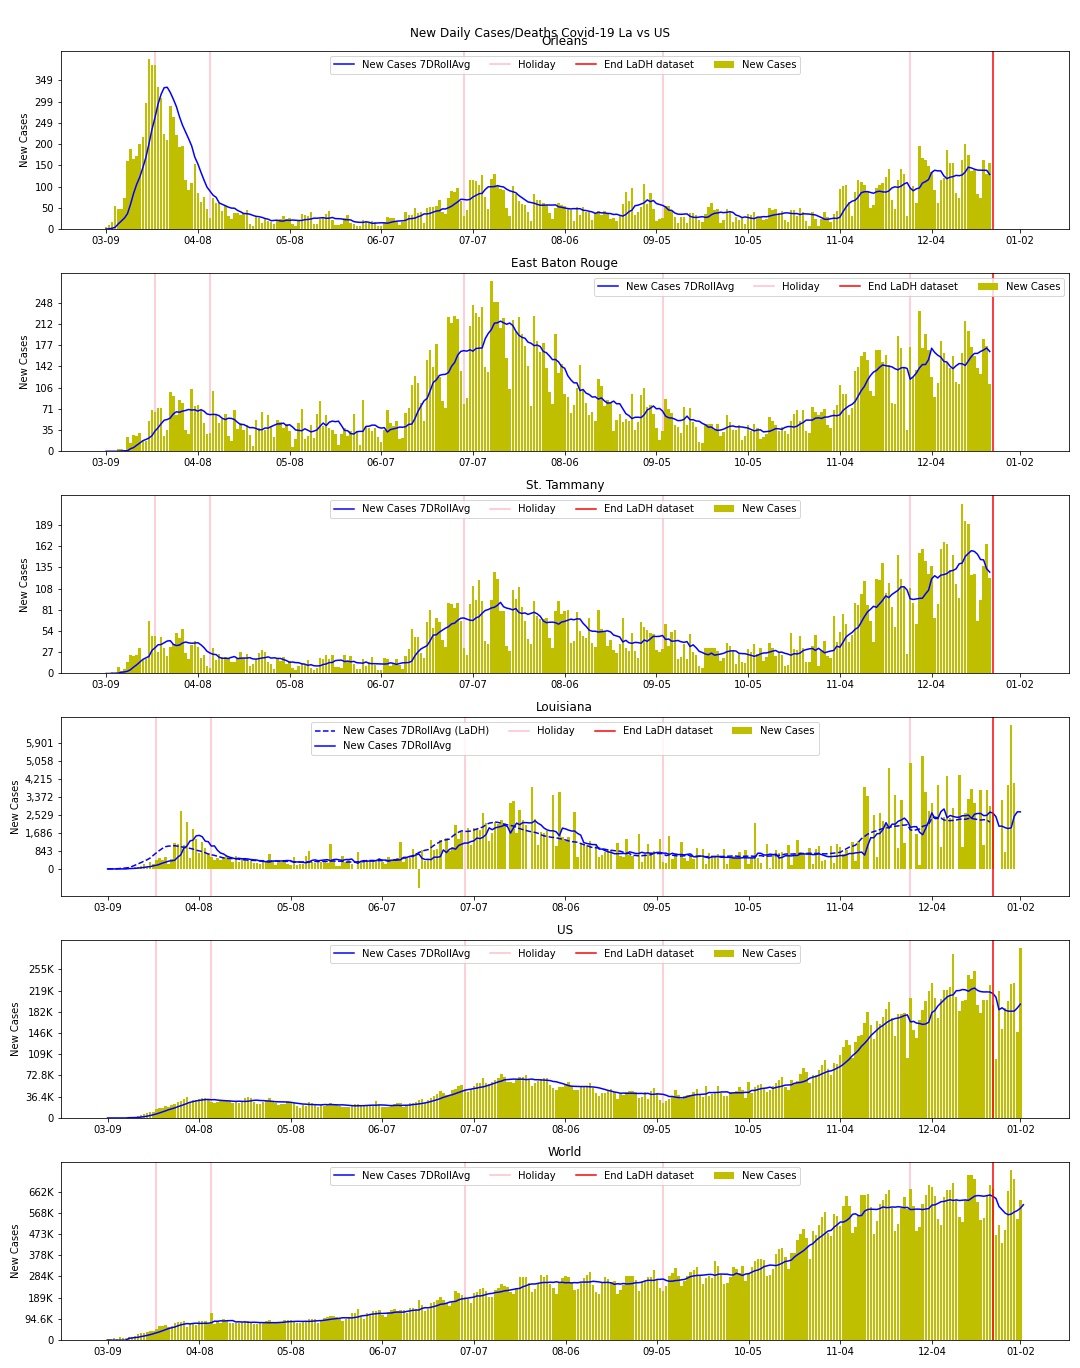 New Daily Cases/Deaths Covid-19 La vs US
Orleans
New Cases 7DRollAvg Holiday End LaDH dataset New Cases
New Cases
349
299
249
200
150
100
50
0
03-09 04-08 05-08 06-07 07-07 08-06 09-05 10-05 11-04 12-04 01-02
East Baton Rouge
New Cases 7DRollAvg Holiday End LaDH dataset New Cases
New Cases
248
212
177
142
106
71
35
0
03-09 04-08 05-08 06-07 07-07 08-06 09-05 10-05 11-04 12-04 01-02
St. Tammany
New Cases 7DRollAvg Holiday End LaDH dataset New Cases
New Cases
189
162
135
108
81
54
27
0
03-09 04-08 05-08 06-07 07-07 08-06 09-05 10-05 11-04 12-04 01-02
Louisiana
New Cases 7DRollAvg (LaDH) Holiday End LaDH dataset New Cases
New Cases 7DRollAvg
New Cases
5,901
5,058
4,215
3,372
2,529
1,686
843
0
03-09 04-08 05-08 06-07 07-07 08-06 09-05 10-05 11-04 12-04 01-02
US
New Cases 7DRollAvg Holiday End LaDH dataset New Cases
New Cases
255K
219K
182K
146K
109K
72.8K
36.4K
0
03-09 04-08 05-08 06-07 07-07 08-06 09-05 10-05 11-04 12-04 01-02
World
New Cases 7DRollAvg Holiday End LaDH dataset New Cases
New Cases
662K
568K
473K
378K
284K
189K
94.6K
0
03-09 04-08 05-08 06-07 07-07 08-06 09-05 10-05 11-04 12-04 01-02